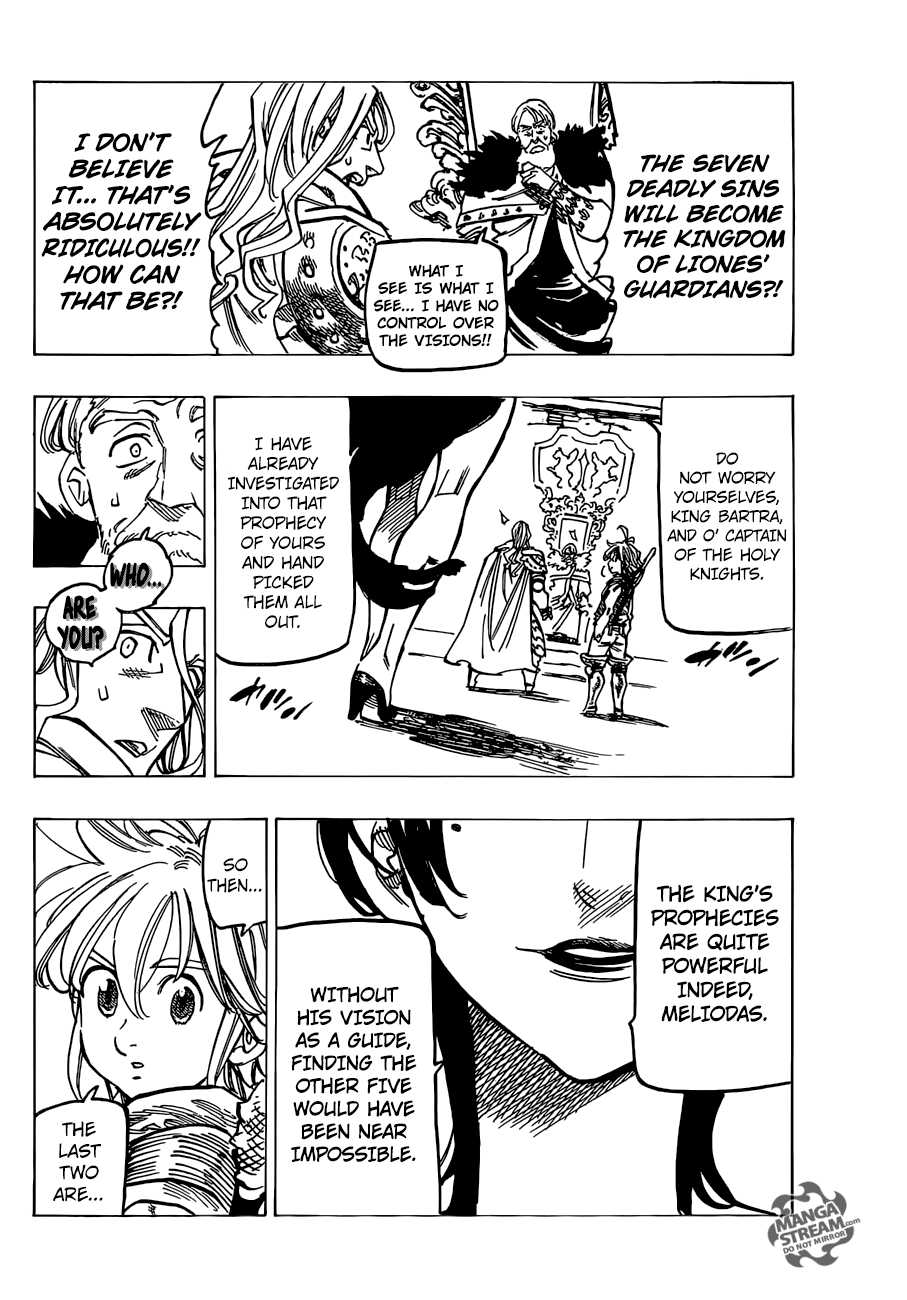 THE SEVEN
DEADLY SINS
WILL BECOME
THE KINGDOM
OF LIONES'
GUARDIANS?!
WHAT I
SEE IS WHAT I
SEE... I HAVE NO
CONTROL OVER
THE VISIONS!!
I DON'T
BELIEVE
IT... THAT'S
ABSOLUTELY
RIDICULOUS!!
HOW CAN
THAT BE?!
DO
NOT WORRY
YOURSELVES,
KING BARTRA,
AND O' CAPTAIN
OF THE HOLY
KNIGHTS.
I HAVE
ALREADY
INVESTIGATED
INTO THAT
PROPHECY
OF YOURS
AND HAND
PICKED
THEM ALL
OUT.
WHO...
ARE
YOU?
THE KING'S
PROPHECIES
ARE QUITE
POWERFUL
INDEED,
MELIODAS.
WITHOUT
HIS VISION
AS A GUIDE,
FINDING THE
OTHER FIVE
WOULD HAVE
BEEN NEAR
IMPOSSIBLE.
SO
THEN...
THE
LAST
TWO
ARE...
MANGA
STREAM.com
DO NOT MIRROR